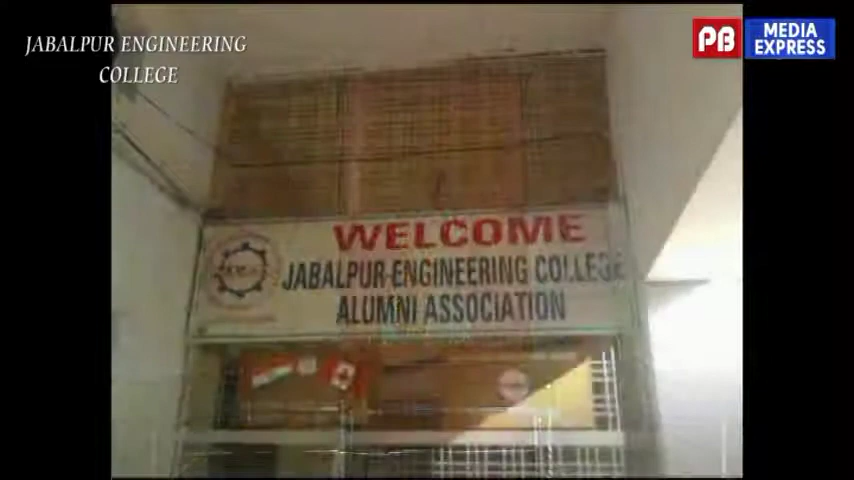 JABALPUR ENGINEERING
COLLEGE
PB MEDIA
EXPRESS
WELCOME
JABALPUR ENGINEERING COLLEGE
ALUMNI ASSOCIATION